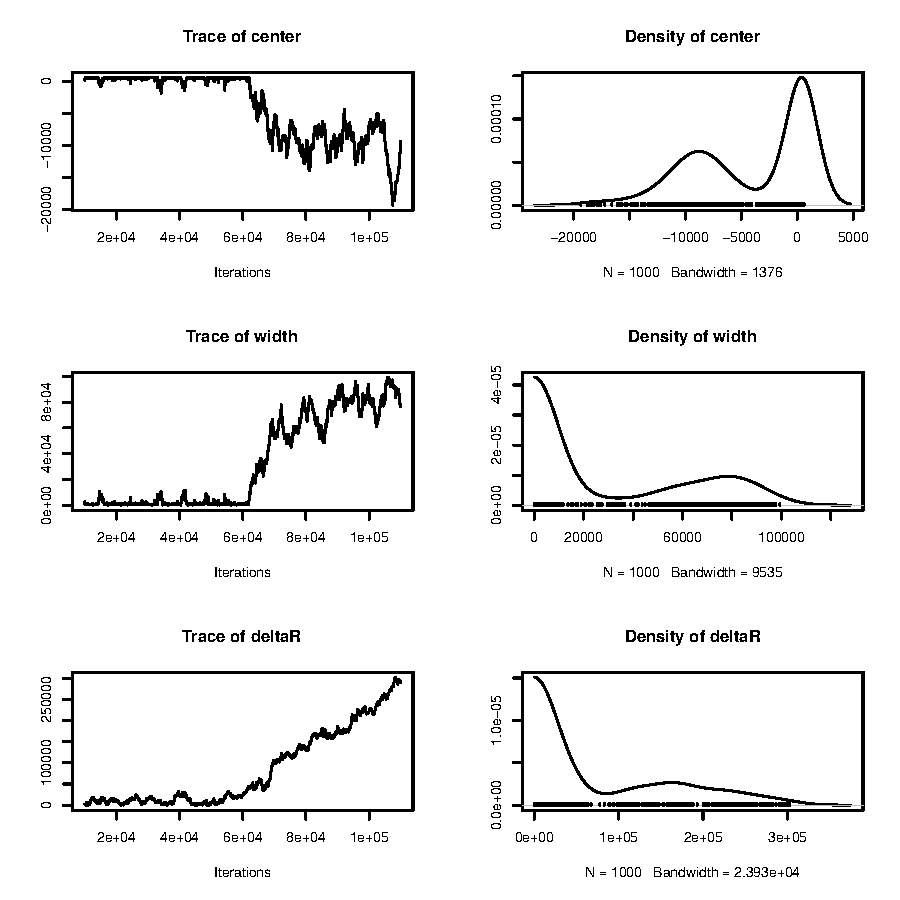 Trace of center
0
−10000
−20000
2e+04 4e+04 6e+04 8e+04 1e+05
Iterations
Density of center
0.00010
0.00000
−20000 −10000 −5000 0 5000
N = 1000 Bandwidth = 1376
Trace of width
8e+04
4e+04
0e+00
2e+04 4e+04 6e+04 8e+04 1e+05
Iterations
Density of width
4e−05
2e−05
0e+00
0 20000 60000 100000
N = 1000 Bandwidth = 9535
Trace of deltaR
250000
100000
0
2e+04 4e+04 6e+04 8e+04 1e+05
Iterations
Density of deltaR
1.0e−05
0.0e+00
0e+00 1e+05 2e+05 3e+05
N = 1000 Bandwidth = 2.393e+04